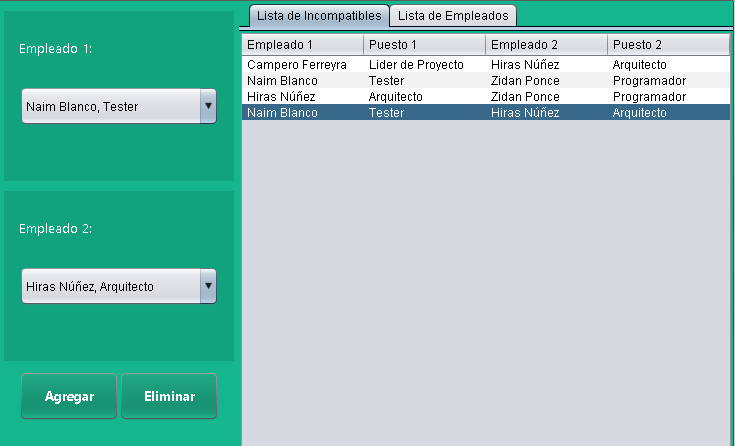 Empleado 1:
Naim Blanco, Tester
Empleado 2:
Hiras Núñez, Arquitecto
Agregar Eliminar
Lista de Incompatibles Lista de Empleados
Empleado 1 Puesto 1 Empleado 2 Puesto 2
Campero Ferreyra Lider de Proyecto Hiras Núñez Arquitecto
Naim Blanco Tester Zidan Ponce Programador
Hiras Núñez Arquitecto Zidan Ponce Programador
Naim Blanco Tester Hiras Núñez Arquitecto